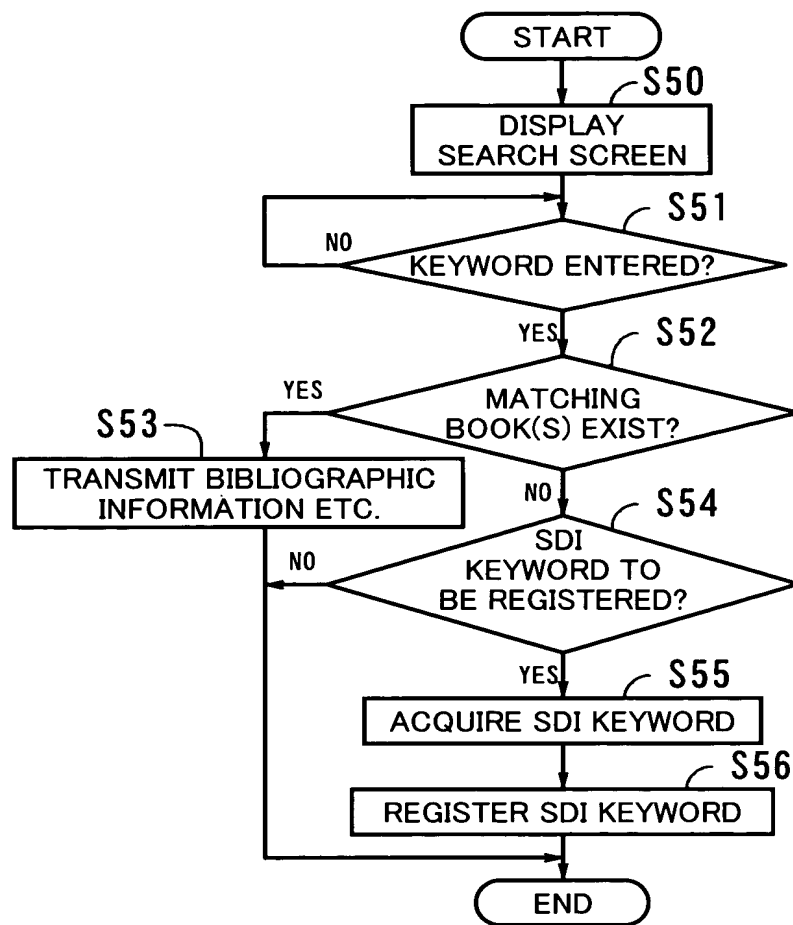 START
S50
DISPLAY
SEARCH SCREEN
S51
NO
KEYWORD ENTERED?
YES
S52
YES
MATCHING
BOOK(S) EXIST?
S53
TRANSMIT BIBLIOGRAPHIC
INFORMATION ETC.
NO
S54
NO
SDI
KEYWORD TO
BE REGISTERED?
YES
S55
ACQUIRE SDI KEYWORD
S56
REGISTER SDI KEYWORD
END